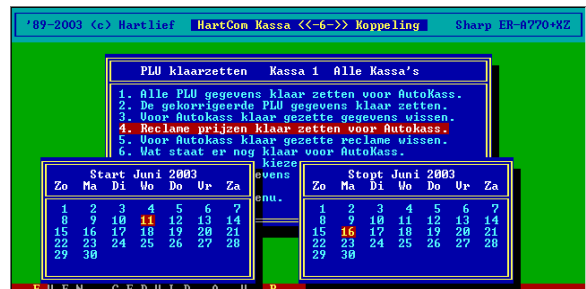 '89-2003 <c> Hartlief HartCom Kassa <<-6->> Koppeling Sharp ER-A770+XZ
PLU klaarzetten Kassa 1 Alle Kassa's
1. Alle PLU gegevens klaar zetten voor AutoKass.
2. De gekorrigeerde PLU gegevens klaar zetten.
3. Voor Autokass klaar gezette gegevens wissen.
4. Reclame prijzen klaar zetten voor Autokass.
5. Voor Autokass klaar gezette reclame wissen.
6. Wat staat er nog klaar voor AutoKass.
kieze
evens
enu.
Start Juni 2003
Zo Ma Di Wo Do Vr Za
1 2 3 4 5 6 7
8 9 10 11 12 13 14
15 16 17 18 19 20 21
22 23 24 25 26 27 28
29 30
Stopt Juni 2003
Zo Ma Di Wo Do Vr Za
1 2 3 4 5 6 7
8 9 10 11 12 13 14
15 16 17 18 19 20 21
22 23 24 25 26 27 28
29 30